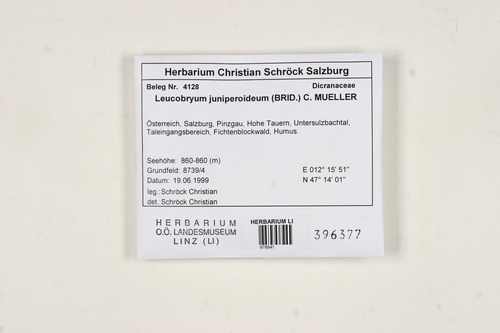 Herbarium Christian Schröck Salzburg
Beleg Nr. 4128 Dicranaceae
Leucobryum juniperoideum (BRID.) C. MUELLER
Österreich, Salzburg, Pinzgau, Hohe Tauern, Untersulzbachtal,
Taleingangsbereich, Fichtenblockwald, Humus.
Seehöhe: 860-860 (m)
Grundfeld: 8739/4 E 012° 15' 51"
Datum: 19.06.1999 N 47° 14' 01"
leg.: Schröck Christian
det.: Schröck Christian
HERBARIUM
O.Ö. LANDESMUSEUM
LINZ (LI)
HERBARIUM LI
978941
396377